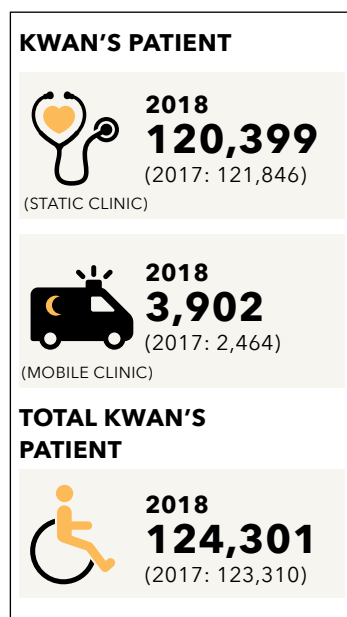 KWAN'S PATIENT
2018
120,399
(2017: 121,846)
(STATIC CLINIC)
2018
3,902
(2017: 2,464)
(MOBILE CLINIC)
TOTAL KWAN'S
PATIENT
2018
124,301
(2017: 123,310)